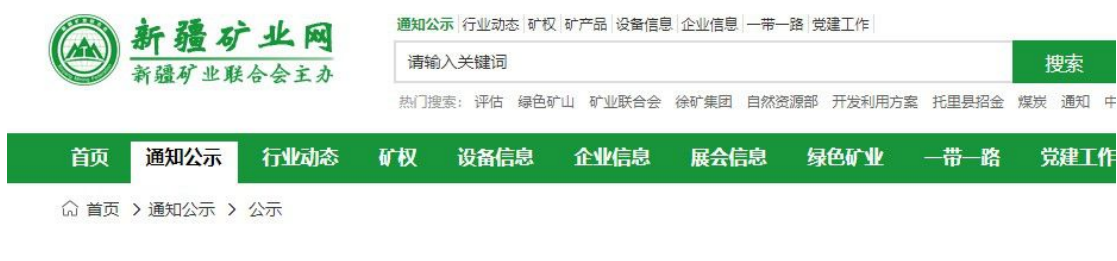 新疆矿业网
新疆矿业联合会主办
通知公示 行业动态 矿权 矿产品 设备信息 企业信息 一带一路 党建工作
请输入关键词
搜索
热门搜索： 评估 绿色矿山 矿业联合会 徐矿集团 自然资源部 开发利用方案 托里县招金 煤炭 通知 中
首页 通知公示 行业动态 矿权 设备信息 企业信息 展会信息 绿色矿业 一带一路 党建工作
首页 > 通知公示 > 公示